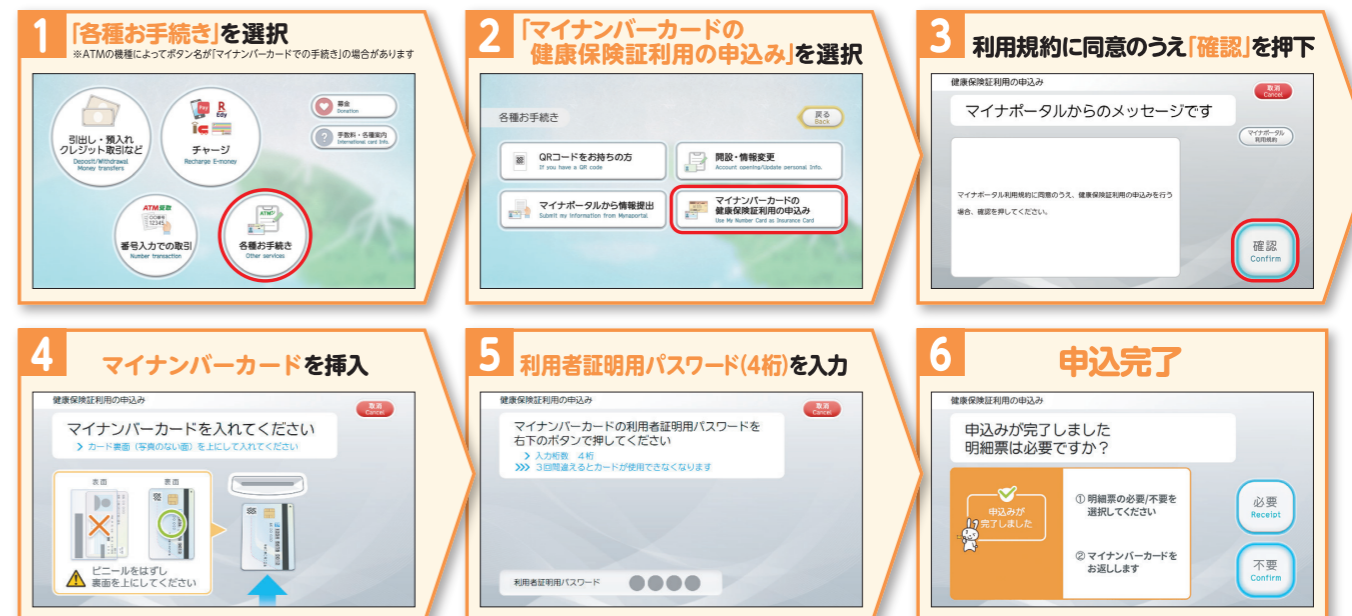 1
「各種お手続き」を選択
※ATMの機種によってボタン名が「マイナンバーカードでの手続き」の場合があります
引出し・預入れ
クレジット取引など
Deposit/Withdrawal
Money transfers
R
Edy
チャージ
Recharge E-money
募金
Donation
?
手数料・各種案内
International card Info.
ATM受取
12345
番号入力での取引
Number transaction
ATM
各種お手続き
Other services
2
「マイナンバーカードの
健康保険証利用の申込み」を選択
各種お手続き
戻る
Back
QRコードをお持ちの方
If you have a QR code
開設・情報変更
Account opening/Update personal Info.
マイナポータルから情報提出
Submit my information from Mynaportal
マイナンバーカードの
健康保険証利用の申込み
Use My Number Card as Insurance Card
3
利用規約に同意のうえ「確認」を押下
健康保険証利用の申込み
取消
Cancel
マイナポータルからのメッセージです
マイナポータル
利用規約
マイナポータル利用規約に同意のうえ、健康保険証利用の申込みを行う
場合、確認を押してください。
確認
Confirm
4
マイナンバーカードを挿入
健康保険証利用の申込み
取消
Cancel
マイナンバーカードを入れてください
> カード裏面（写真のない面）を上にして入れてください
表面
裏面
ビニールをはずし
裏面を上にしてください
5
利用者証明用パスワード(4桁)を入力
健康保険証利用の申込み
取消
Cancel
マイナンバーカードの利用者証明用パスワードを
右下のボタンで押してください
> 入力桁数 4桁
>>> 3回間違えるとカードが使用できなくなります
利用者証明用パスワード
6
申込完了
健康保険証利用の申込み
申込みが完了しました
明細票は必要ですか？
申込みが
完了しました
① 明細票の必要/不要を
選択してください
② マイナンバーカードを
お返しします
必要
Receipt
不要
Confirm